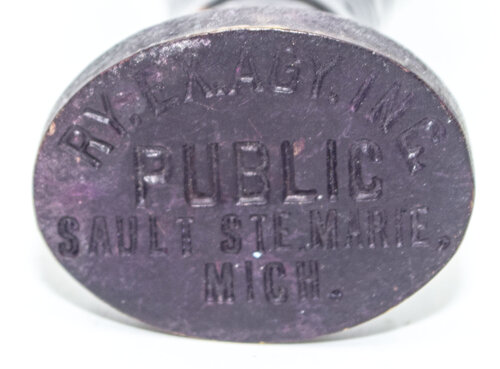 RY. EX. AGY. INC.
PUBLIC
SAULT STE. MARIE,
MICH.